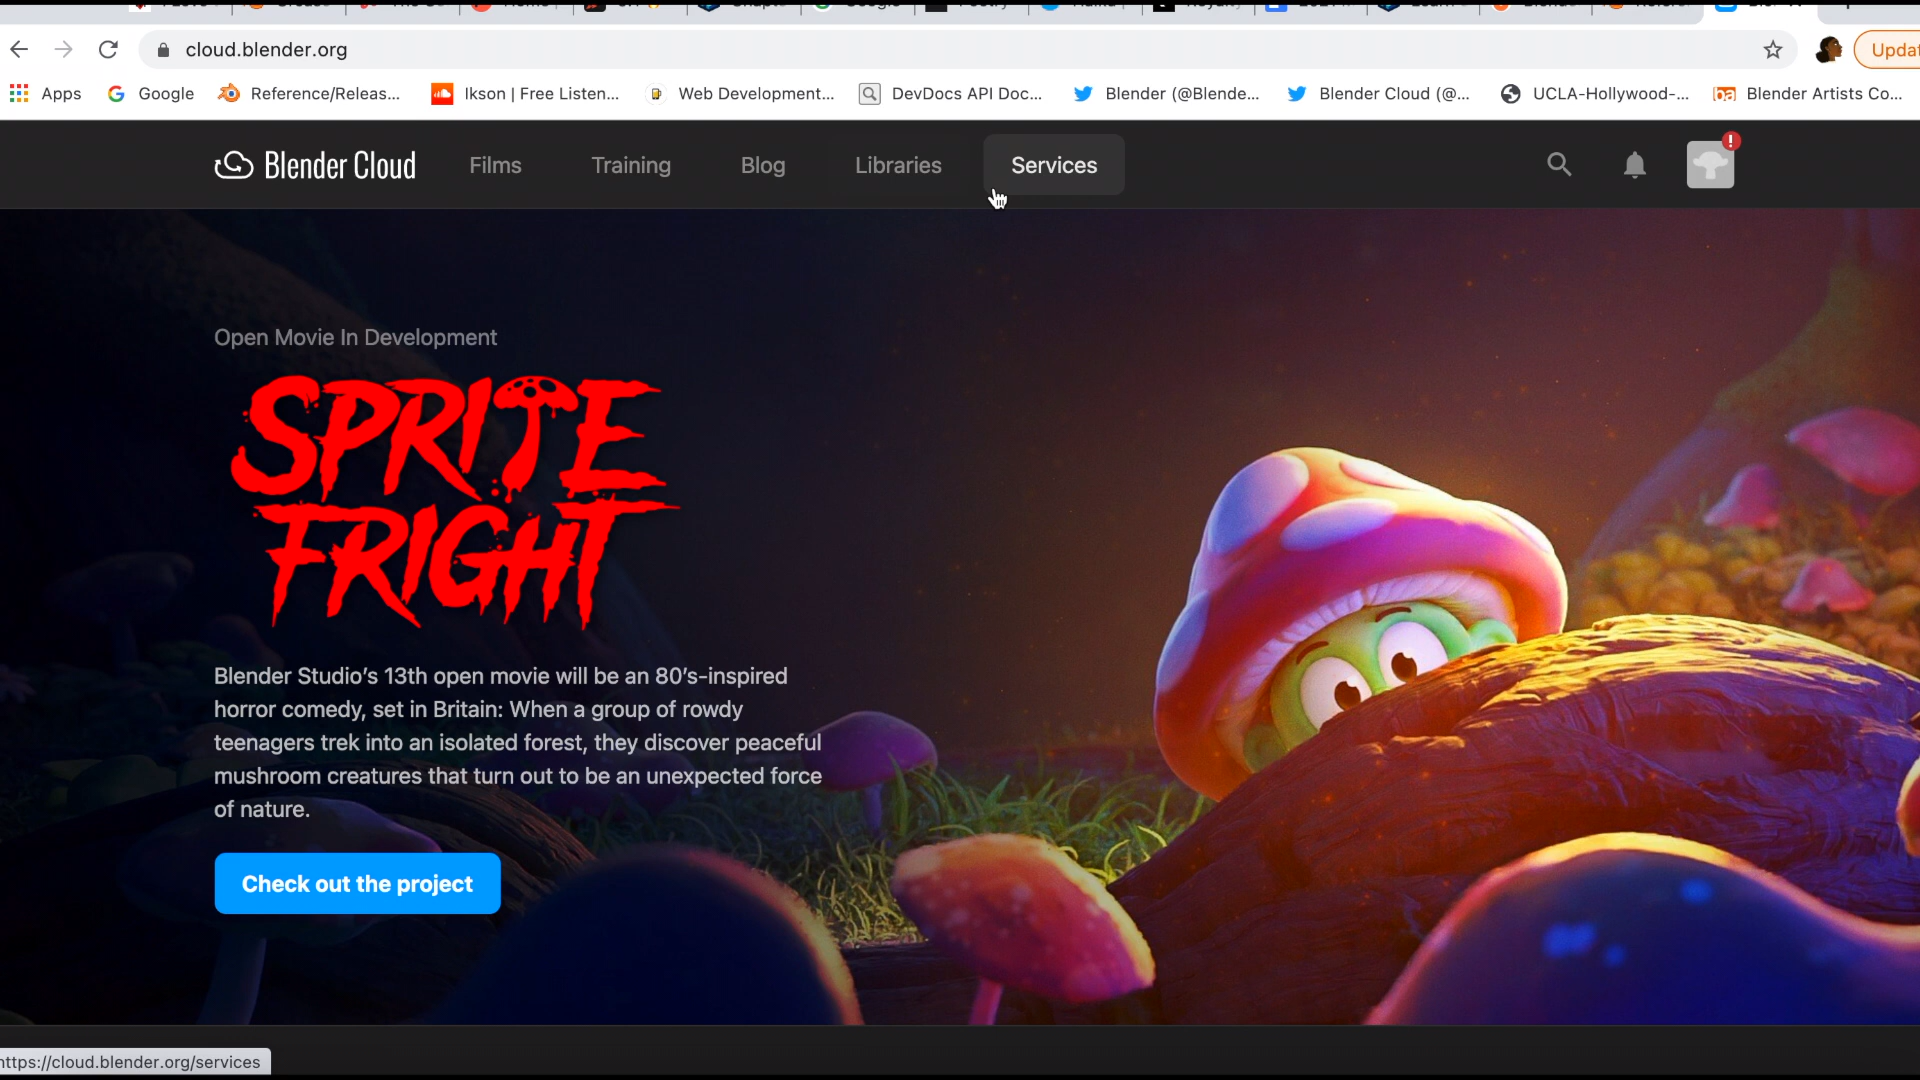 cloud.blender.org
Updat
Apps
Google
Reference/Releas...
Ikson | Free Listen...
Web Development...
DevDocs API Doc...
Blender (@Blende...
Blender Cloud (@...
UCLA-Hollywood-...
Blender Artists Co...
Blender Cloud
Films
Training
Blog
Libraries
Services
Open Movie In Development
SPRITE
FRIGHT
Blender Studio’s 13th open movie will be an 80’s-inspired
horror comedy, set in Britain: When a group of rowdy
teenagers trek into an isolated forest, they discover peaceful
mushroom creatures that turn out to be an unexpected force
of nature.
Check out the project
https://cloud.blender.org/services